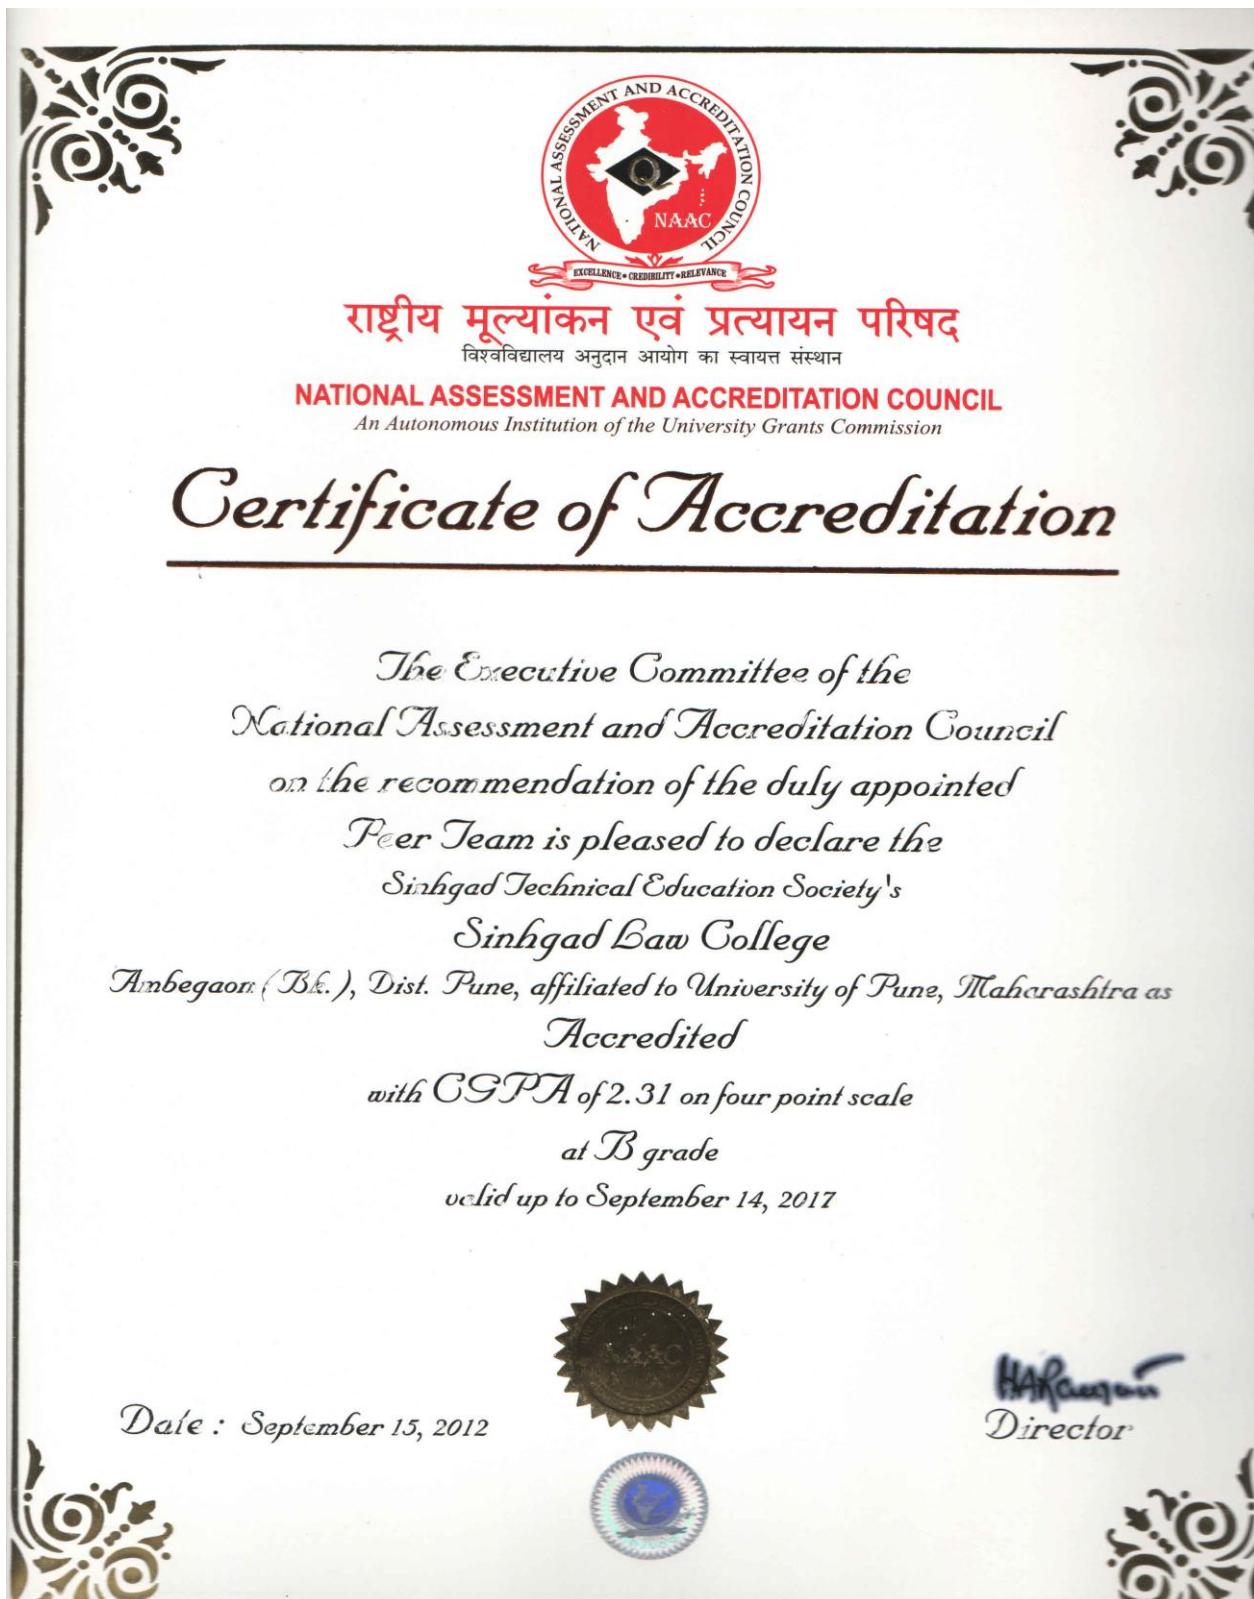 NATIONAL ASSESSMENT AND ACCREDITATION COUNCIL
Q
NAAC
EXCELLENCE • CREDIBILITY • RELEVANCE
राष्ट्रीय मूल्यांकन एवं प्रत्यायन परिषद
विश्वविद्यालय अनुदान आयोग का स्वायत्त संस्थान
NATIONAL ASSESSMENT AND ACCREDITATION COUNCIL
An Autonomous Institution of the University Grants Commission
Certificate of Accreditation
The Executive Committee of the
National Assessment and Accreditation Council
on the recommendation of the duly appointed
Peer Team is pleased to declare the
Sinhgad Technical Education Society's
Sinhgad Law College
Ambegaon (Bk.), Dist. Pune, affiliated to University of Pune, Maharashtra as
Accredited
with CGPA of 2.31 on four point scale
at B grade
valid up to September 14, 2017
NAAC
Date : September 15, 2012
Director